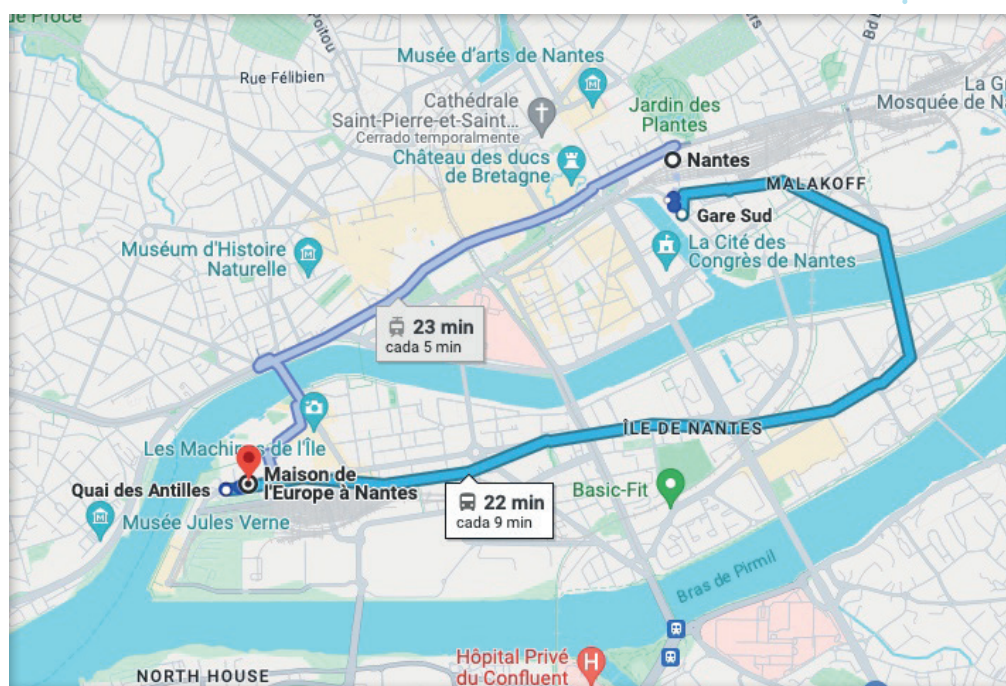 Poitou
Bd
Rue Félibien
Musée d'arts de Nantes
La
Mosquée de
Cathédrale
Saint-Pierre-et-Saint...
Cerrado temporalmente
Jardin des
Plantes
Château des ducs
de Bretagne
Nantes
MALAKOFF
Gare Sud
La Cité des
Congrès de Nantes
Muséum d'Histoire
Naturelle
23 min
cada 5 min
Les Machines de l'Île
ÎLE DE NANTES
Maison de
l'Europe à Nantes
Quai des Antilles
Musée Jules Verne
22 min
cada 9 min
Basic-Fit
Bras de Pirmil
Hôpital Privé
du Confluent
H
NORTH HOUSE